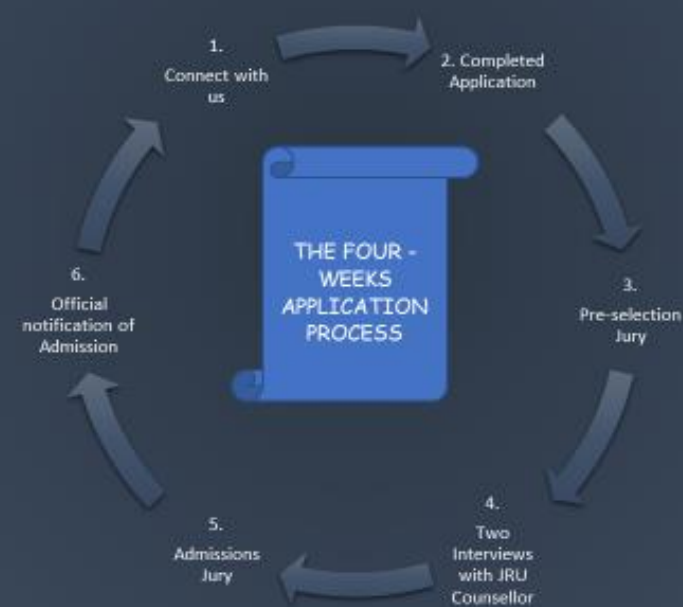 1.
Connect with
us
2. Completed
Application
3.
Pre-selection
Jury
4.
Two
Interviews
with JRU
Counsellor
5.
Admissions
Jury
6.
Official
notification of
Admission
THE FOUR -
WEEKS
APPLICATION
PROCESS